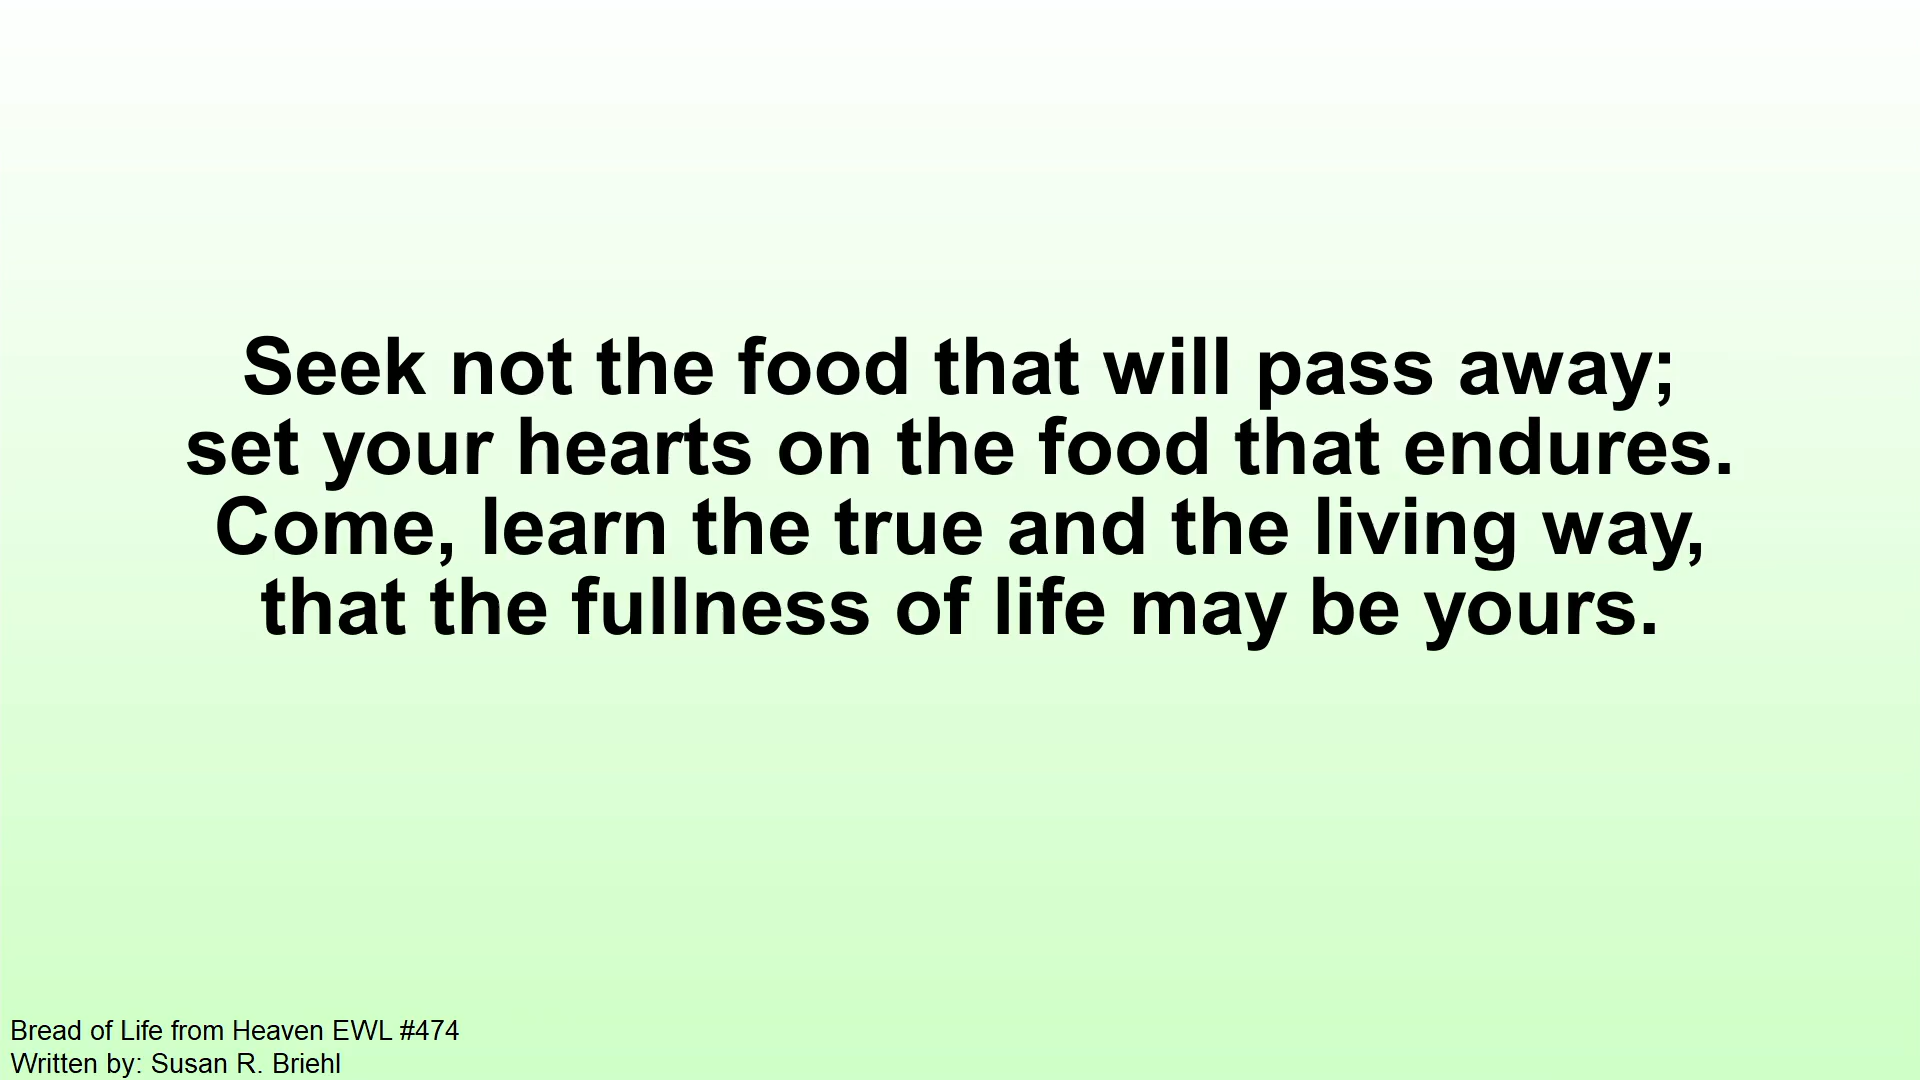 Seek not the food that will pass away;
set your hearts on the food that endures.
Come, learn the true and the living way,
that the fullness of life may be yours.
Bread of Life from Heaven EWL #474
Written by: Susan R. Briehl